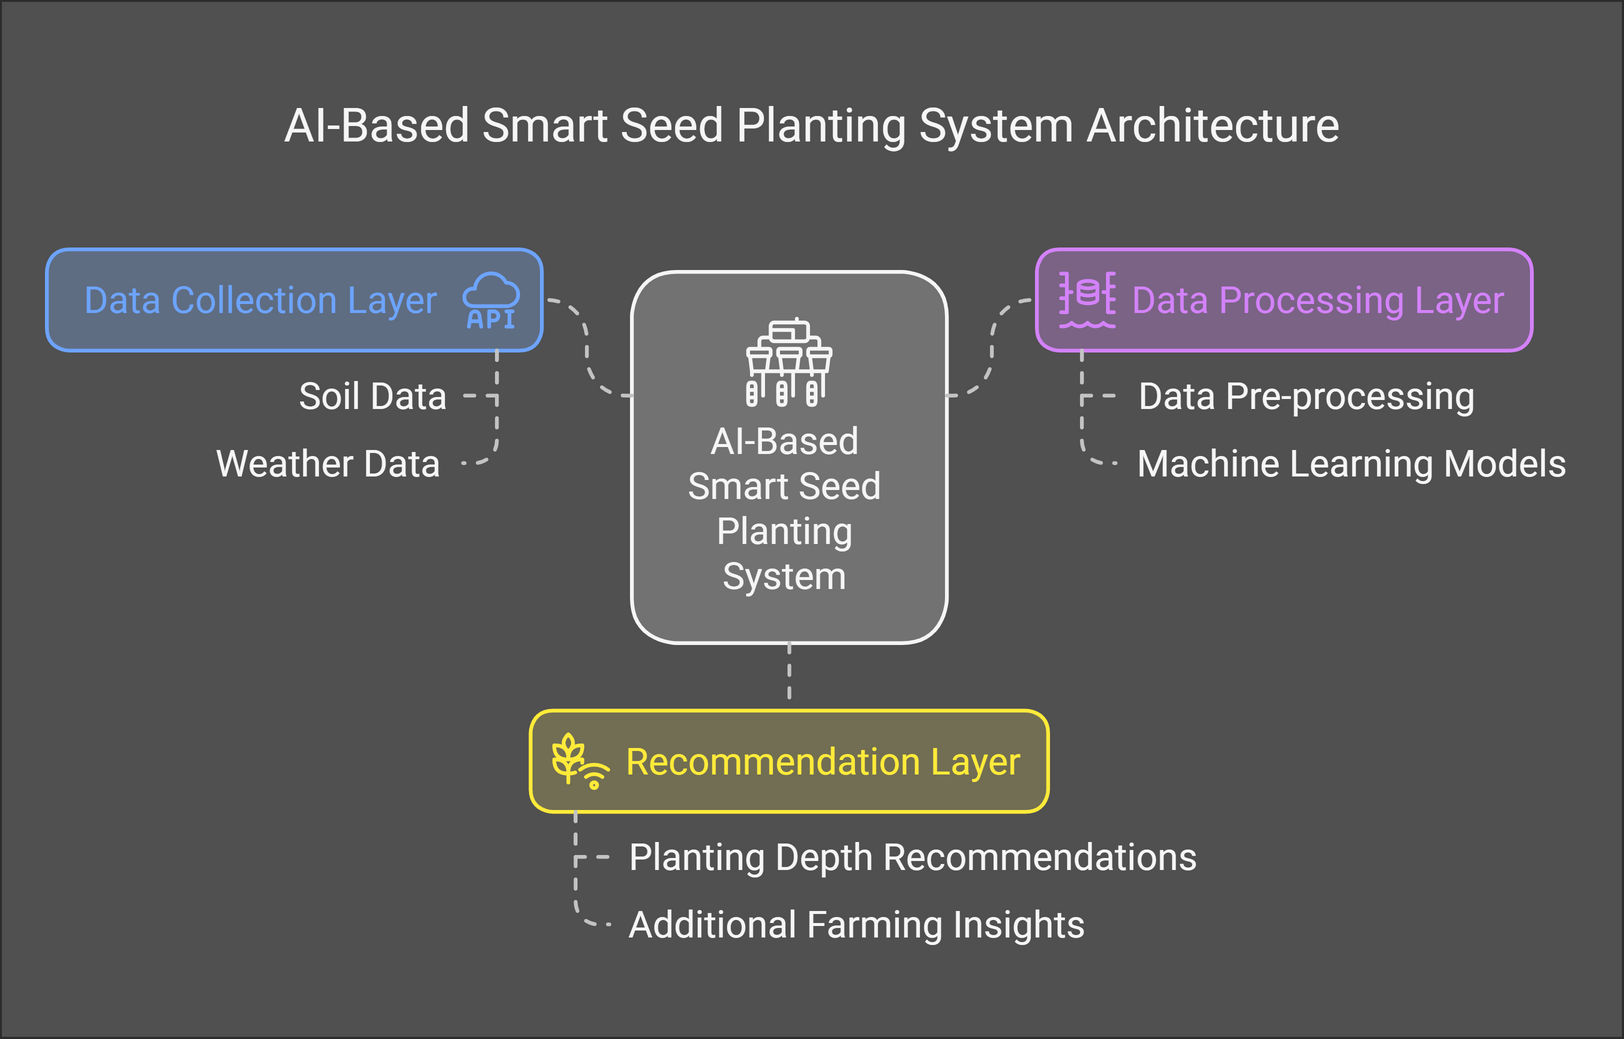 AI-Based Smart Seed Planting System Architecture
Data Collection Layer
API
Soil Data
Weather Data
AI-Based
Smart Seed
Planting
System
Data Processing Layer
Data Pre-processing
Machine Learning Models
Recommendation Layer
Planting Depth Recommendations
Additional Farming Insights